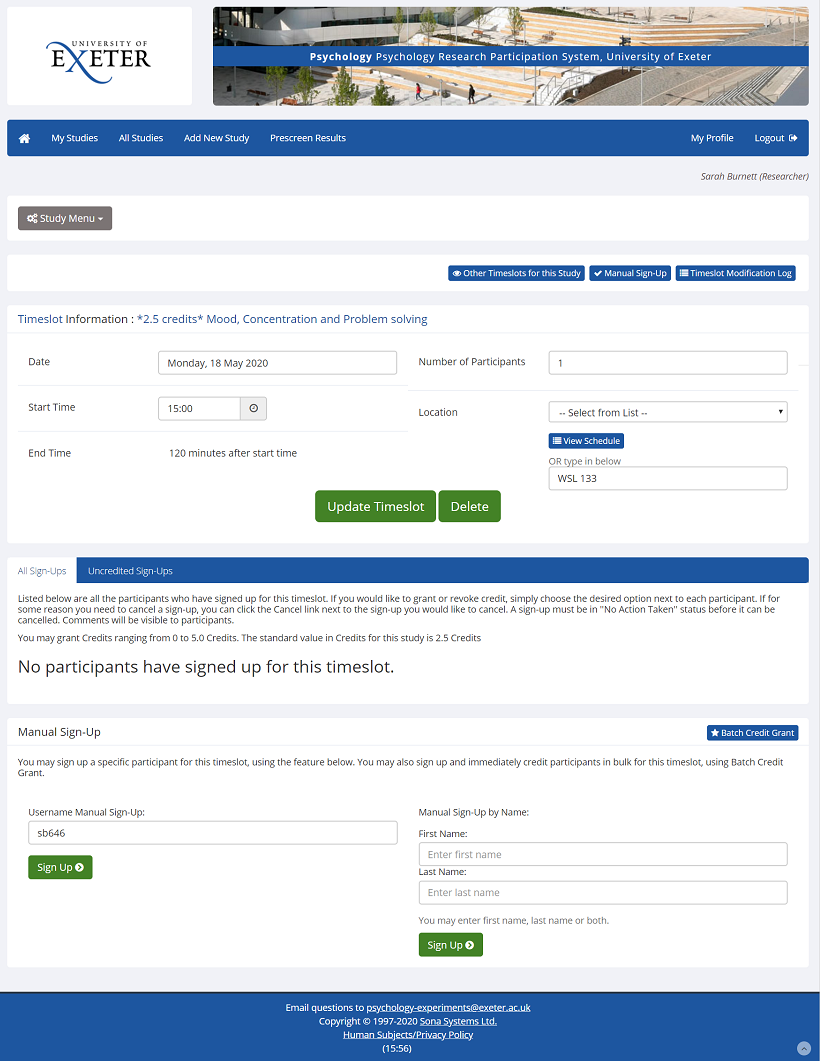 UNIVERSITY OF
EXETER
Psychology Psychology Research Participation System, University of Exeter
My Studies All Studies Add New Study Prescreen Results My Profile Logout
Sarah Burnett (Researcher)
Study Menu
Other Timeslots for this Study Manual Sign-Up Timeslot Modification Log
Timeslot Information : *2.5 credits* Mood, Concentration and Problem solving
Date Monday, 18 May 2020 Number of Participants 1
Start Time 15:00 Location -- Select from List --
View Schedule
End Time 120 minutes after start time
OR type in below
WSL 133
Update Timeslot Delete
All Sign-Ups Uncredited Sign-Ups
Listed below are all the participants who have signed up for this timeslot. If you would like to grant or revoke credit, simply choose the desired option next to each participant. If for
some reason you need to cancel a sign-up, you can click the Cancel link next to the sign-up you would like to cancel. A sign-up must be in "No Action Taken" status before it can be
cancelled. Comments will be visible to participants.
You may grant Credits ranging from 0 to 5.0 Credits. The standard value in Credits for this study is 2.5 Credits
No participants have signed up for this timeslot.
Manual Sign-Up Batch Credit Grant
You may sign up a specific participant for this timeslot, using the feature below. You may also sign up and immediately credit participants in bulk for this timeslot, using Batch Credit
Grant.
Username Manual Sign-Up:
sb646
Sign Up
Manual Sign-Up by Name:
First Name:
Enter first name
Last Name:
Enter last name
You may enter first name, last name or both.
Sign Up
Email questions to psychology-experiments@exeter.ac.uk
Copyright © 1997-2020 Sona Systems Ltd.
Human Subjects/Privacy Policy
(15:56)